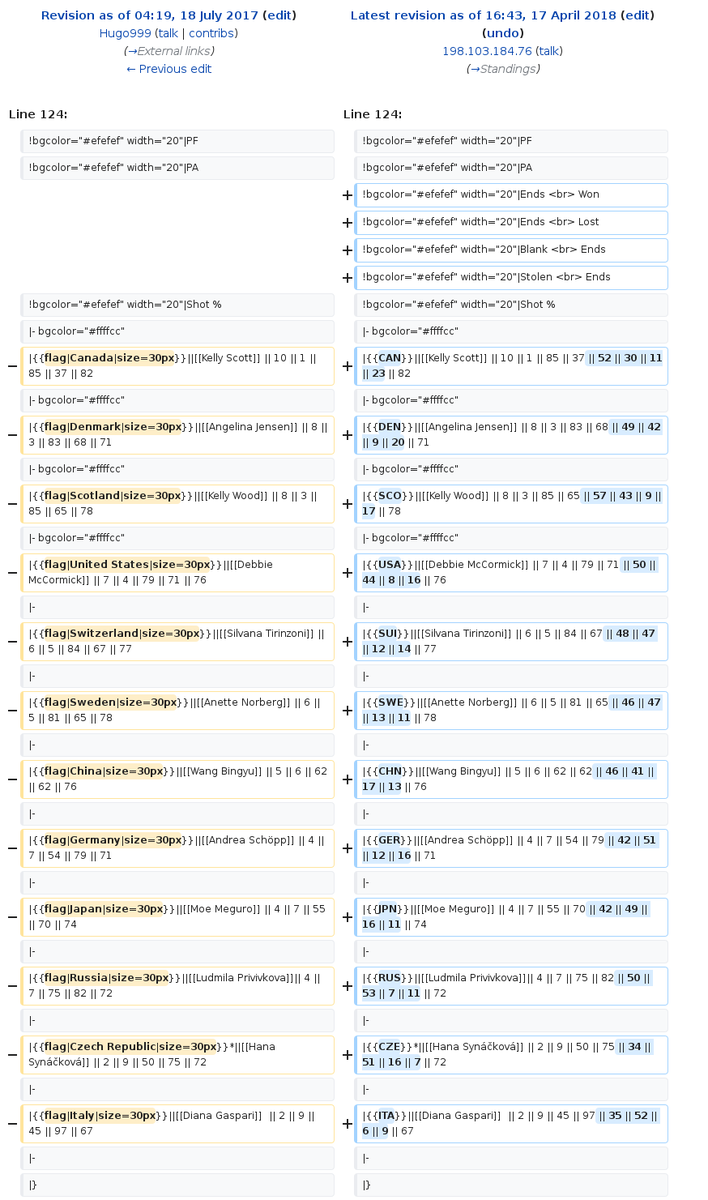 Revision as of 04:19, 18 July 2017 (edit)
Hugo999 (talk | contribs)
(→External links)
← Previous edit
Latest revision as of 16:43, 17 April 2018 (edit)
(undo)
198.103.184.76 (talk)
(→Standings)
Line 124:
Line 124:
!bgcolor="#efefef" width="20"|PF
!bgcolor="#efefef" width="20"|PF
!bgcolor="#efefef" width="20"|PA
!bgcolor="#efefef" width="20"|PA
+ !bgcolor="#efefef" width="20"|Ends <br> Won
+ !bgcolor="#efefef" width="20"|Ends <br> Lost
+ !bgcolor="#efefef" width="20"|Blank <br> Ends
+ !bgcolor="#efefef" width="20"|Stolen <br> Ends
!bgcolor="#efefef" width="20"|Shot %
!bgcolor="#efefef" width="20"|Shot %
|- bgcolor="#ffffcc"
|- bgcolor="#ffffcc"
− |{{flag|Canada|size=30px}}||[[Kelly Scott]] || 10 || 1 ||
85 || 37 || 82
+ |{{CAN}}||[[Kelly Scott]] || 10 || 1 || 85 || 37 || 52 || 30 || 11
|| 23 || 82
|- bgcolor="#ffffcc"
|- bgcolor="#ffffcc"
− |{{flag|Denmark|size=30px}}||[[Angelina Jensen]] || 8 ||
3 || 83 || 68 || 71
+ |{{DEN}}||[[Angelina Jensen]] || 8 || 3 || 83 || 68 || 49 || 42
|| 9 || 20 || 71
|- bgcolor="#ffffcc"
|- bgcolor="#ffffcc"
− |{{flag|Scotland|size=30px}}||[[Kelly Wood]] || 8 || 3 ||
85 || 65 || 78
+ |{{SCO}}||[[Kelly Wood]] || 8 || 3 || 85 || 65 || 57 || 43 || 9 ||
17 || 78
|- bgcolor="#ffffcc"
|- bgcolor="#ffffcc"
− |{{flag|United States|size=30px}}||[[Debbie
McCormick]] || 7 || 4 || 79 || 71 || 76
+ |{{USA}}||[[Debbie McCormick]] || 7 || 4 || 79 || 71 || 50 ||
44 || 8 || 16 || 76
|-
|-
− |{{flag|Switzerland|size=30px}}||[[Silvana Tirinzoni]] ||
6 || 5 || 84 || 67 || 77
+ |{{SUI}}||[[Silvana Tirinzoni]] || 6 || 5 || 84 || 67 || 48 || 47
|| 12 || 14 || 77
|-
|-
− |{{flag|Sweden|size=30px}}||[[Anette Norberg]] || 6 ||
5 || 81 || 65 || 78
+ |{{SWE}}||[[Anette Norberg]] || 6 || 5 || 81 || 65 || 46 || 47
|| 13 || 11 || 78
|-
|-
− |{{flag|China|size=30px}}||[[Wang Bingyu]] || 5 || 6 || 62
|| 62 || 76
+ |{{CHN}}||[[Wang Bingyu]] || 5 || 6 || 62 || 62 || 46 || 41 ||
17 || 13 || 76
|-
|-
− |{{flag|Germany|size=30px}}||[[Andrea Schöpp]] || 4 ||
7 || 54 || 79 || 71
+ |{{GER}}||[[Andrea Schöpp]] || 4 || 7 || 54 || 79 || 42 || 51
|| 12 || 16 || 71
|-
|-
− |{{flag|Japan|size=30px}}||[[Moe Meguro]] || 4 || 7 || 55
|| 70 || 74
+ |{{JPN}}||[[Moe Meguro]] || 4 || 7 || 55 || 70 || 42 || 49 ||
16 || 11 || 74
|-
|-
− |{{flag|Russia|size=30px}}||[[Ludmila Privivkova]]|| 4 ||
7 || 75 || 82 || 72
+ |{{RUS}}||[[Ludmila Privivkova]]|| 4 || 7 || 75 || 82 || 50 ||
53 || 7 || 11 || 72
|-
|-
− |{{flag|Czech Republic|size=30px}}*||[[Hana
Synáčková]] || 2 || 9 || 50 || 75 || 72
+ |{{CZE}}*||[[Hana Synáčková]] || 2 || 9 || 50 || 75 || 34 ||
51 || 16 || 7 || 72
|-
|-
− |{{flag|Italy|size=30px}}||[[Diana Gaspari]]  || 2 || 9 ||
45 || 97 || 67
+ |{{ITA}}||[[Diana Gaspari]]  || 2 || 9 || 45 || 97 || 35 || 52 ||
6 || 9 || 67
|-
|-
|}
|}